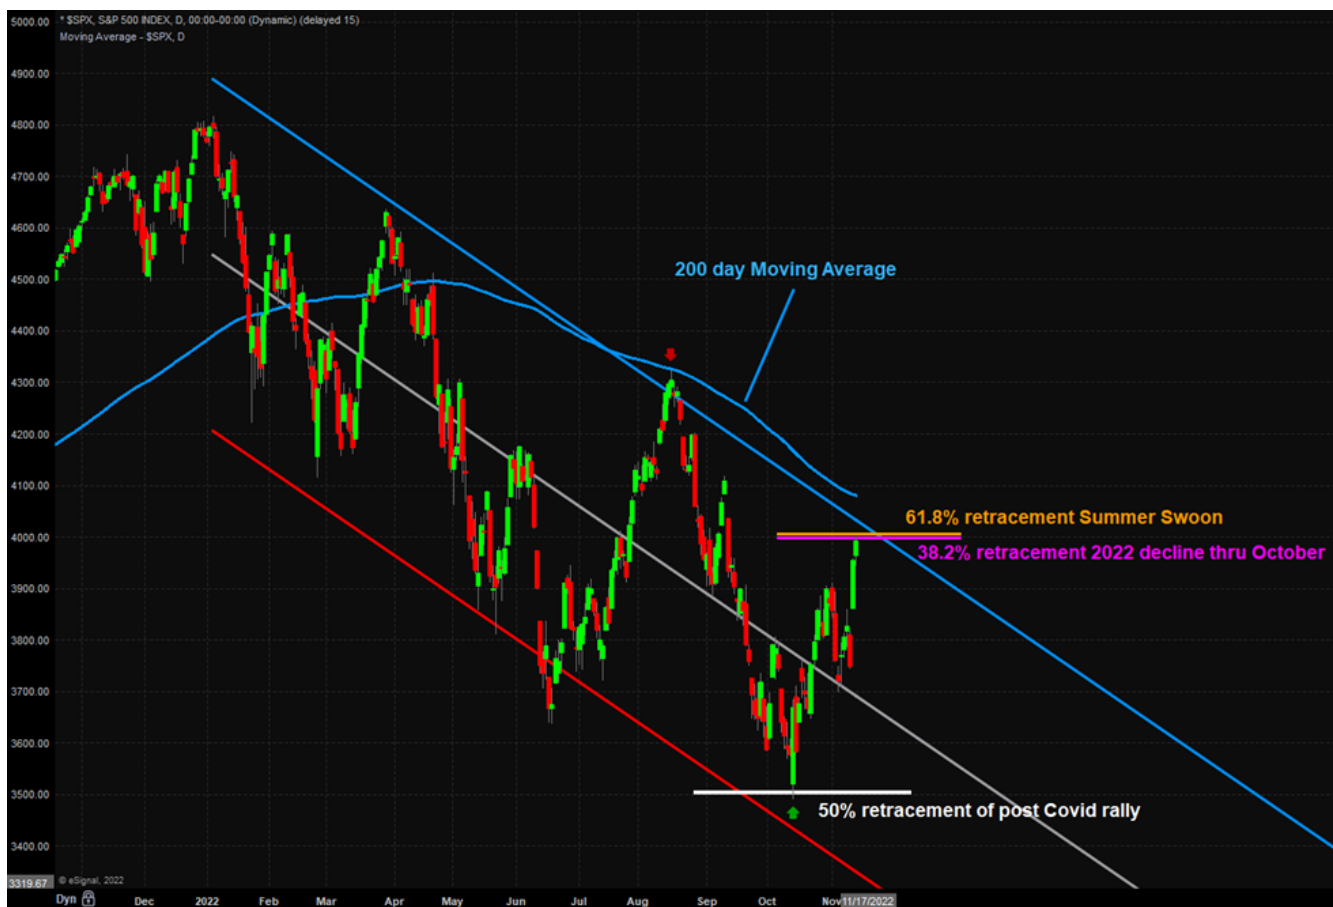 * $SPX, S&P 500 INDEX, D, 00:00-00:00 (Dynamic) (delayed 15)
Moving Average - $SPX, D
5000.00
4900.00
4800.00
4700.00
4600.00
4500.00
4400.00
4300.00
4200.00
4100.00
4000.00
3900.00
3800.00
3700.00
3600.00
3500.00
3400.00
3319.67
200 day Moving Average
61.8% retracement Summer Swoon
38.2% retracement 2022 decline thru October
50% retracement of post Covid rally
© eSignal, 2022
Dyn Dec 2022 Feb Mar Apr May Jun Jul Aug Sep Oct Nov 11/17/2022